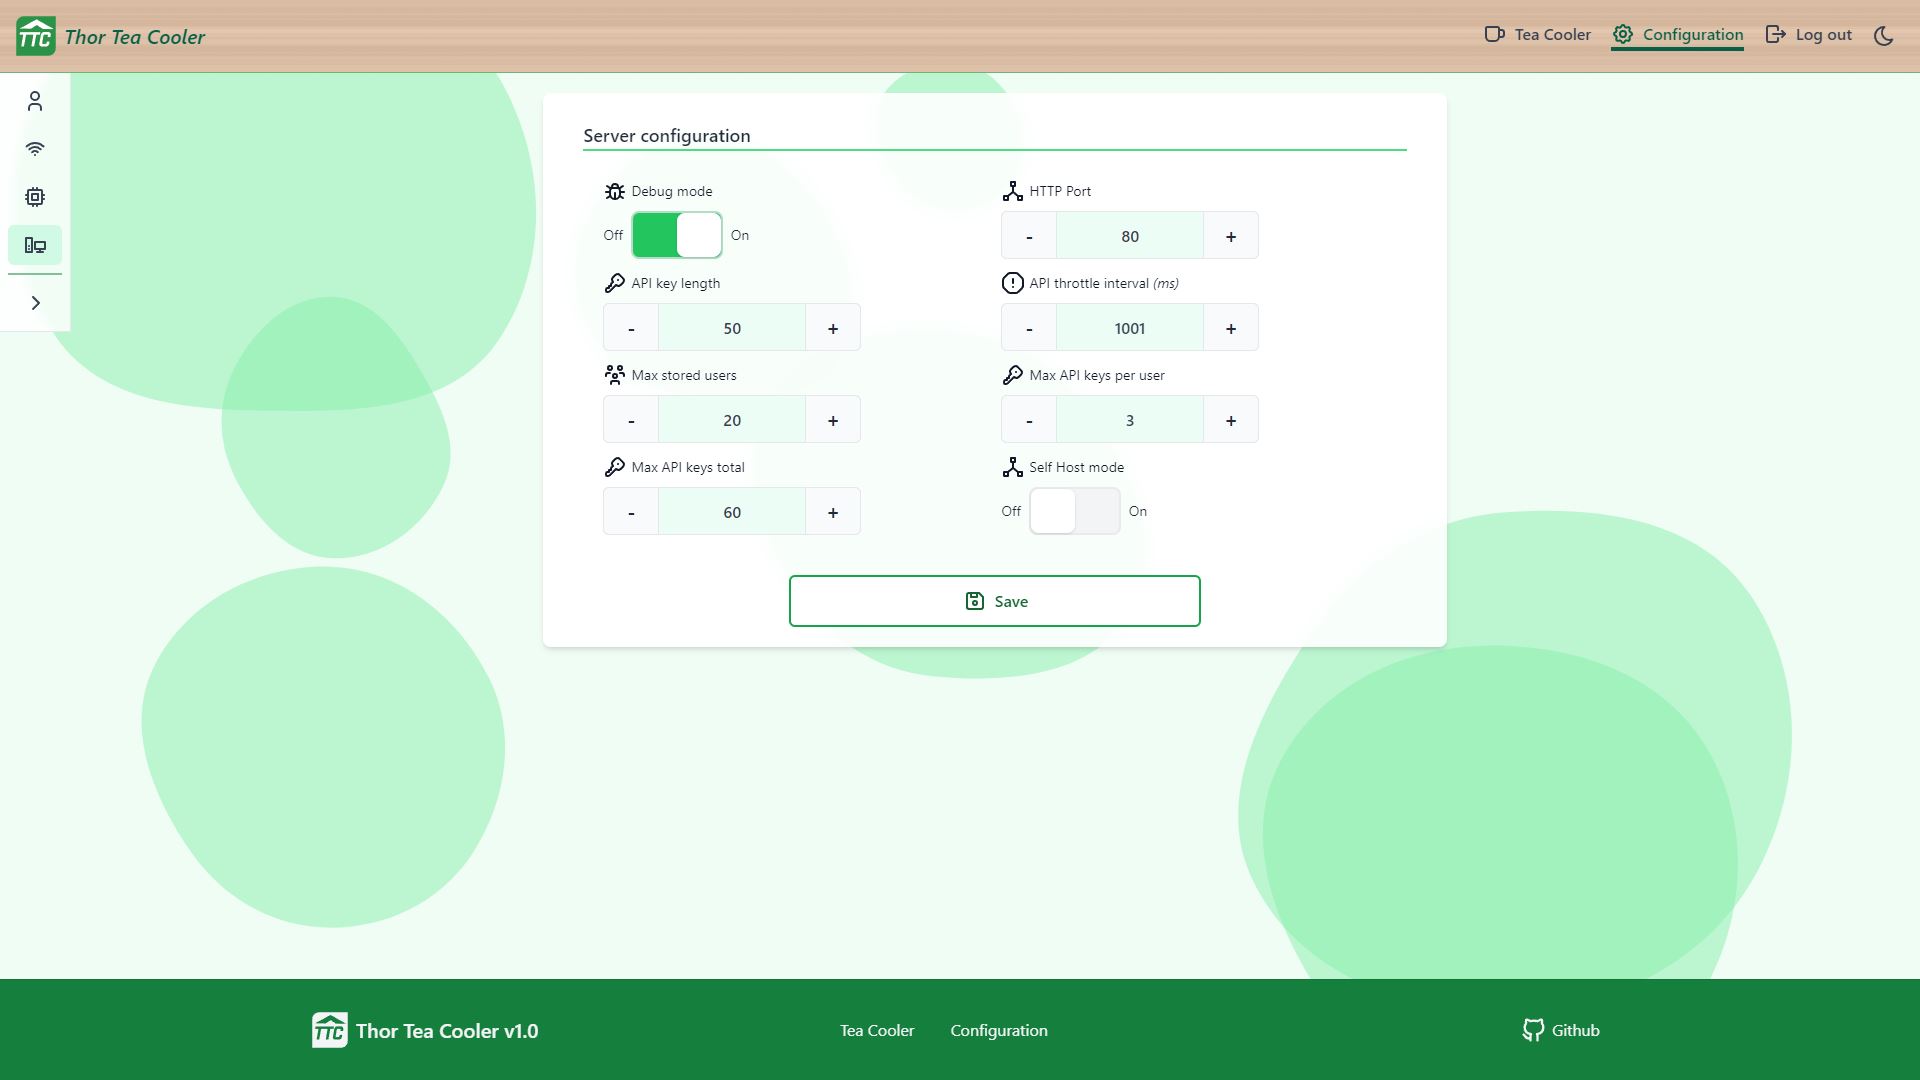 TTC Thor Tea Cooler
Tea Cooler Configuration Log out
Server configuration
Debug mode
Off On
HTTP Port
- 80 +
API key length
- 50 +
API throttle interval (ms)
- 1001 +
Max stored users
- 20 +
Max API keys per user
- 3 +
Max API keys total
- 60 +
Self Host mode
Off On
Save
TTC Thor Tea Cooler v1.0
Tea Cooler Configuration
Github